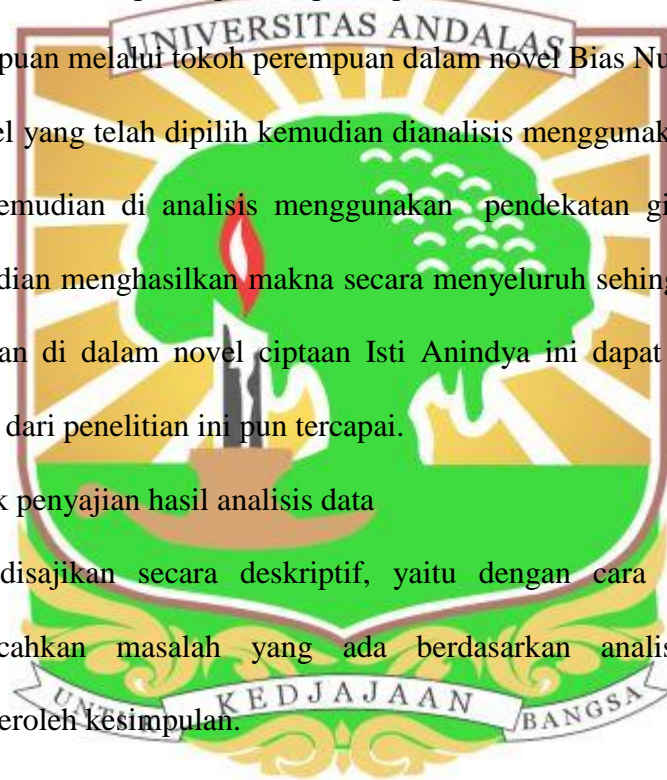 UNIVERSITAS ANDALAS
puan melalui tokoh perempuan dalam novel Bias Nu
el yang telah dipilih kemudian dianalisis menggunak
emudian di analisis menggunakan pendekatan gi
dian menghasilkan makna secara menyeluruh sehing
an di dalam novel ciptaan Isti Anindya ini dapat
dari penelitian ini pun tercapai.
k penyajian hasil analisis data
disajikan secara deskriptif, yaitu dengan cara
cahkan masalah yang ada berdasarkan analis
eroleh kesimpulan.
UNTUK KEDJAJAAN BANGSA